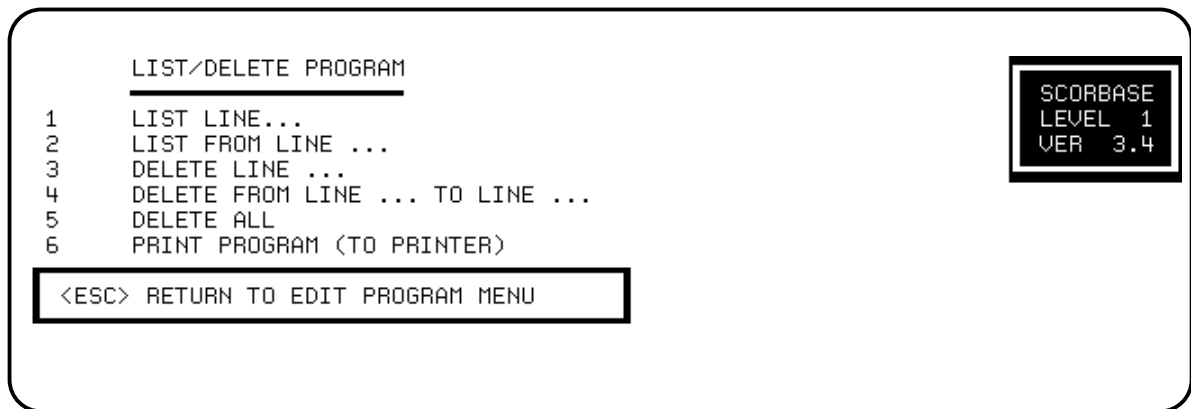 LIST/DELETE PROGRAM
1 LIST LINE...
2 LIST FROM LINE ...
3 DELETE LINE ...
4 DELETE FROM LINE ... TO LINE ...
5 DELETE ALL
6 PRINT PROGRAM (TO PRINTER)
<ESC> RETURN TO EDIT PROGRAM MENU
SCORBASE
LEVEL 1
VER 3.4